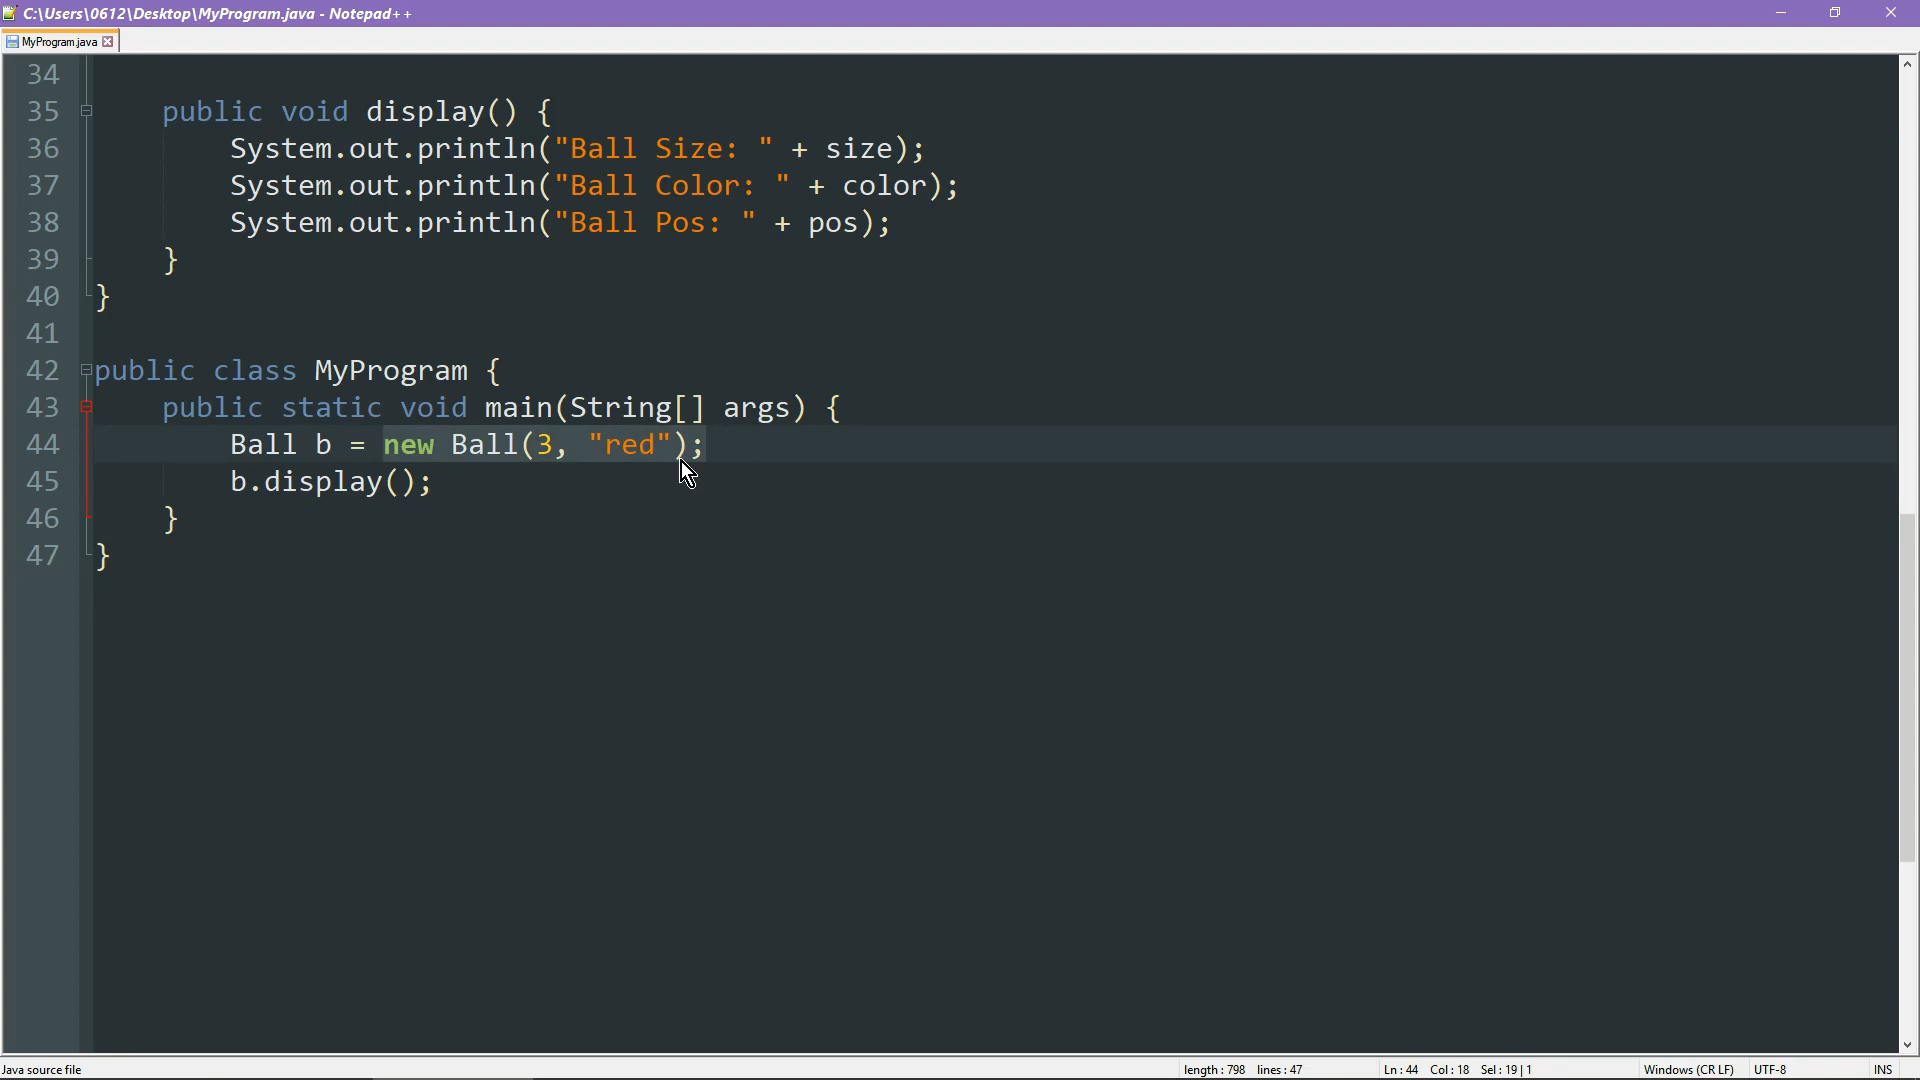 C:\Users\0612\Desktop\MyProgram.java - Notepad++
MyProgram.java
34
35 public void display() {
36 System.out.println("Ball Size: " + size);
37 System.out.println("Ball Color: " + color);
38 System.out.println("Ball Pos: " + pos);
39 }
40 }
41
42 public class MyProgram {
43 public static void main(String[] args) {
44 Ball b = new Ball(3, "red");
45 b.display();
46 }
47 }
Java source file length : 798 lines : 47 Ln : 44 Col : 18 Sel : 19 | 1 Windows (CR LF) UTF-8 INS